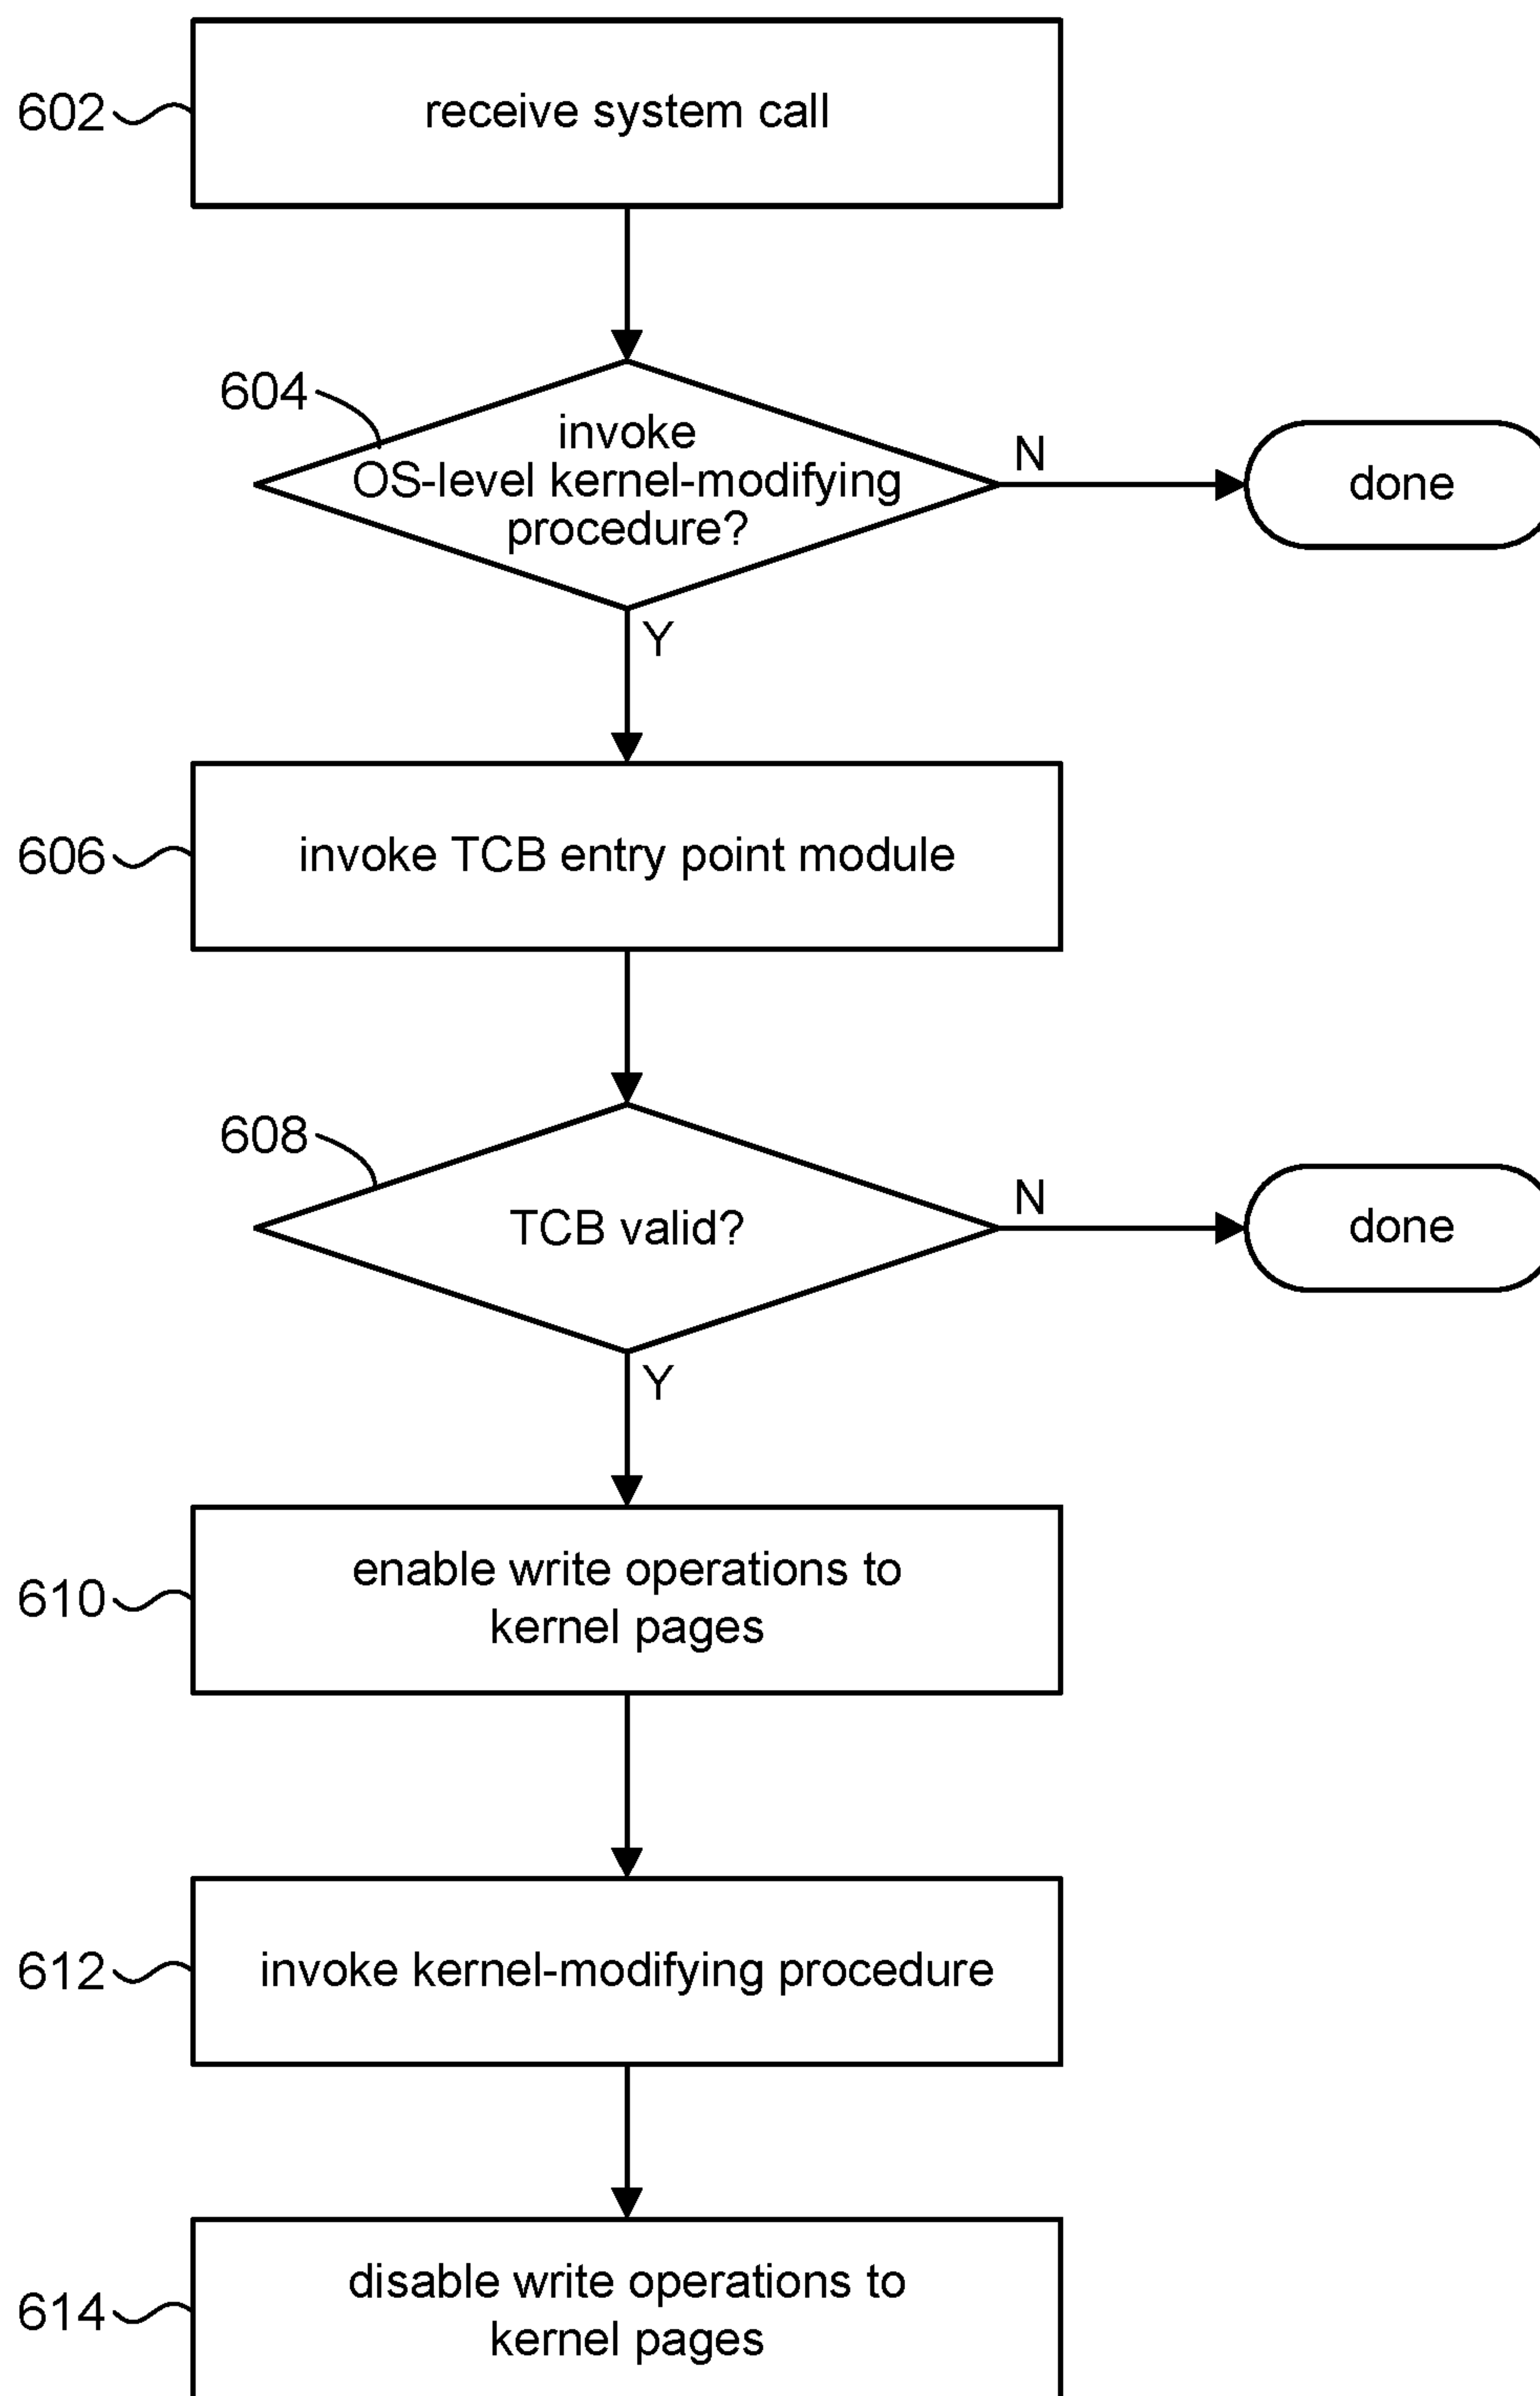 602
receive system call
604
invoke
OS-level kernel-modifying
procedure?
N
done
Y
606
invoke TCB entry point module
608
TCB valid?
N
done
Y
610
enable write operations to
kernel pages
612
invoke kernel-modifying procedure
614
disable write operations to
kernel pages